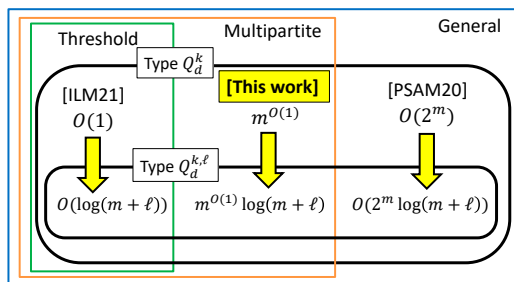 General
Multipartite
Threshold
Type $Q_d^k$
[ILM21]
$O(1)$
[This work]
$m^{O(1)}$
[PSAM20]
$O(2^m)$
Type $Q_d^{k,\ell}$
$O(\log(m + \ell))$
$m^{O(1)} \log(m + \ell)$
$O(2^m \log(m + \ell))$